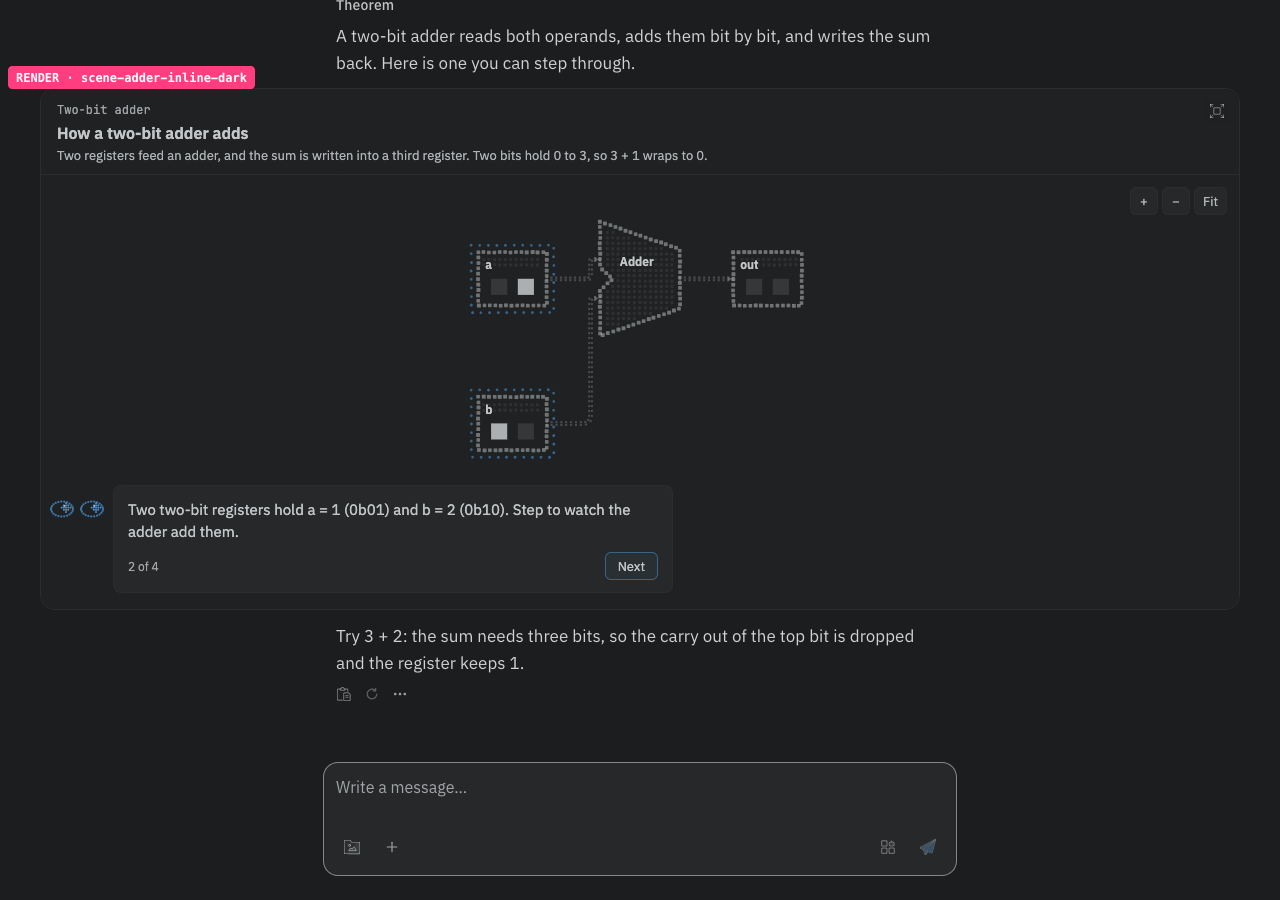 Theorem
A two-bit adder reads both operands, adds them bit by bit, and writes the sum
back. Here is one you can step through.
RENDER · scene-adder-inline-dark
Two-bit adder
How a two-bit adder adds
Two registers feed an adder, and the sum is written into a third register. Two bits hold 0 to 3, so 3 + 1 wraps to 0.
+ − Fit
a
Adder
out
b
Two two-bit registers hold a = 1 (0b01) and b = 2 (0b10). Step to watch the
adder add them.
2 of 4
Next
Try 3 + 2: the sum needs three bits, so the carry out of the top bit is dropped
and the register keeps 1.
Write a message...